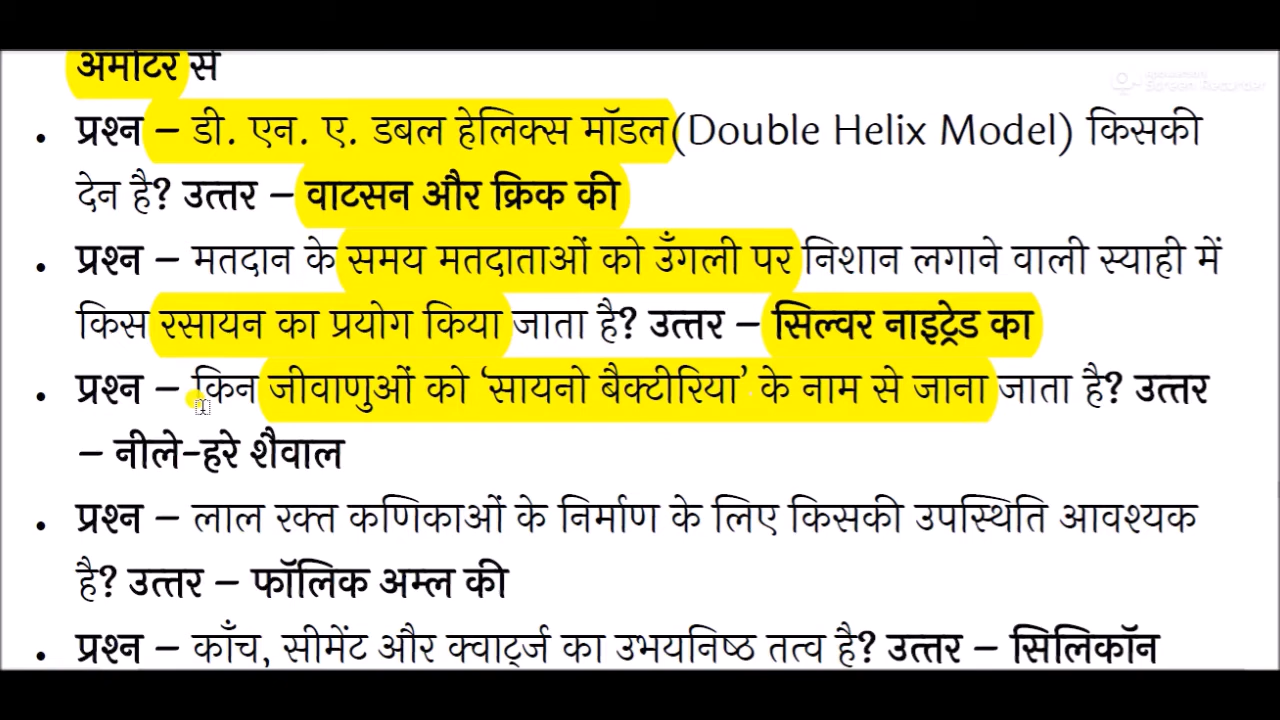 अमीटर से
Screen Recorder
• प्रश्न – डी. एन. ए. डबल हेलिक्स मॉडल(Double Helix Model) किसकी
देन है? उत्तर – वाटसन और क्रिक की
• प्रश्न – मतदान के समय मतदाताओं को उँगली पर निशान लगाने वाली स्याही में
किस रसायन का प्रयोग किया जाता है? उत्तर – सिल्वर नाइट्रेड का
• प्रश्न – किन जीवाणुओं को ‘सायनो बैक्टीरिया’ के नाम से जाना जाता है? उत्तर
– नीले-हरे शैवाल
• प्रश्न – लाल रक्त कणिकाओं के निर्माण के लिए किसकी उपस्थिति आवश्यक
है? उत्तर – फॉलिक अम्ल की
• प्रश्न – काँच, सीमेंट और क्वार्ट्ज का उभयनिष्ठ तत्व है? उत्तर – सिलिकॉन